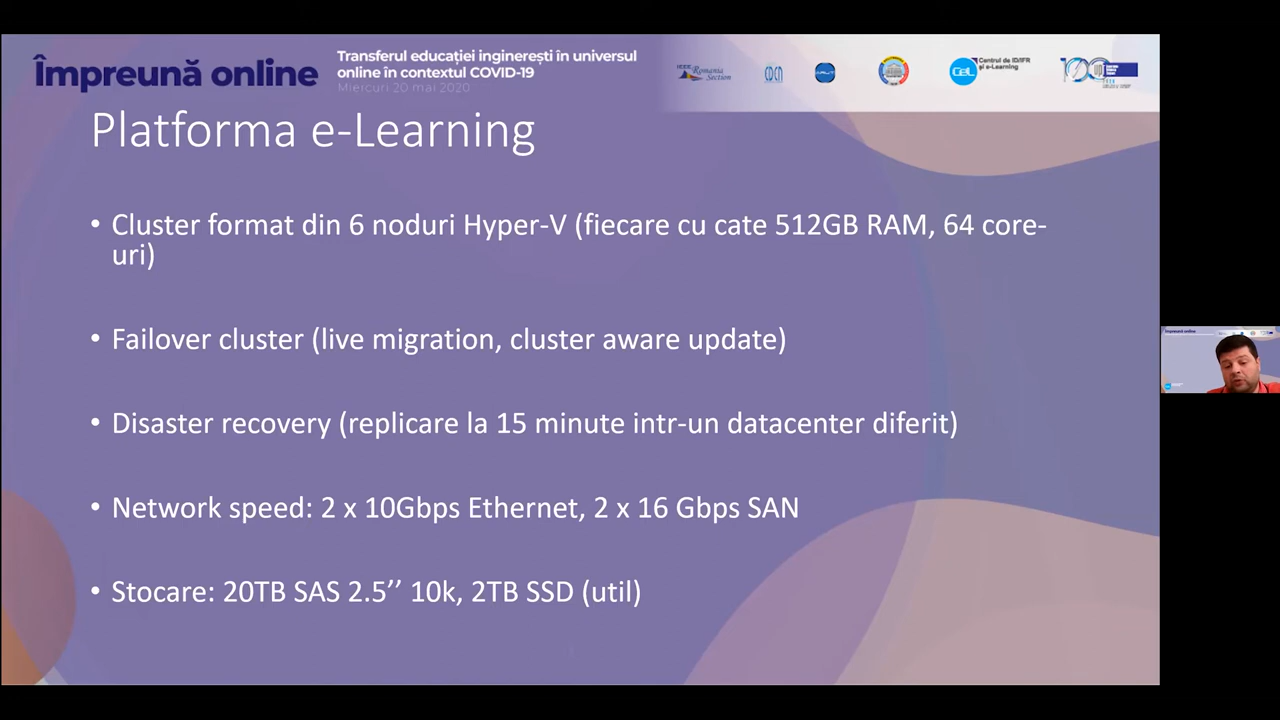 Împreună online
Transferul educației inginerești în universul
online în contextul COVID-19
Miercuri 20 mai 2020
Romania
Section
CeL
Centrul de ID/IFR
și e-Learning
Platforma e-Learning
• Cluster format din 6 noduri Hyper-V (fiecare cu cate 512GB RAM, 64 core-
uri)
• Failover cluster (live migration, cluster aware update)
• Disaster recovery (replicare la 15 minute intr-un datacenter diferit)
• Network speed: 2 x 10Gbps Ethernet, 2 x 16 Gbps SAN
• Stocare: 20TB SAS 2.5’’ 10k, 2TB SSD (util)